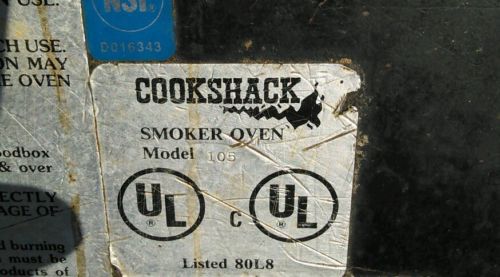 N USE.
NSF.
D016343
CH USE.
ON MAY
E OVEN
COOKSHACK
SMOKER OVEN
Model 105
oodbox
& over
UL
®
C
UL
®
ECTLY
AGE OF
Listed 80L8
d burning
s must be
oducts of